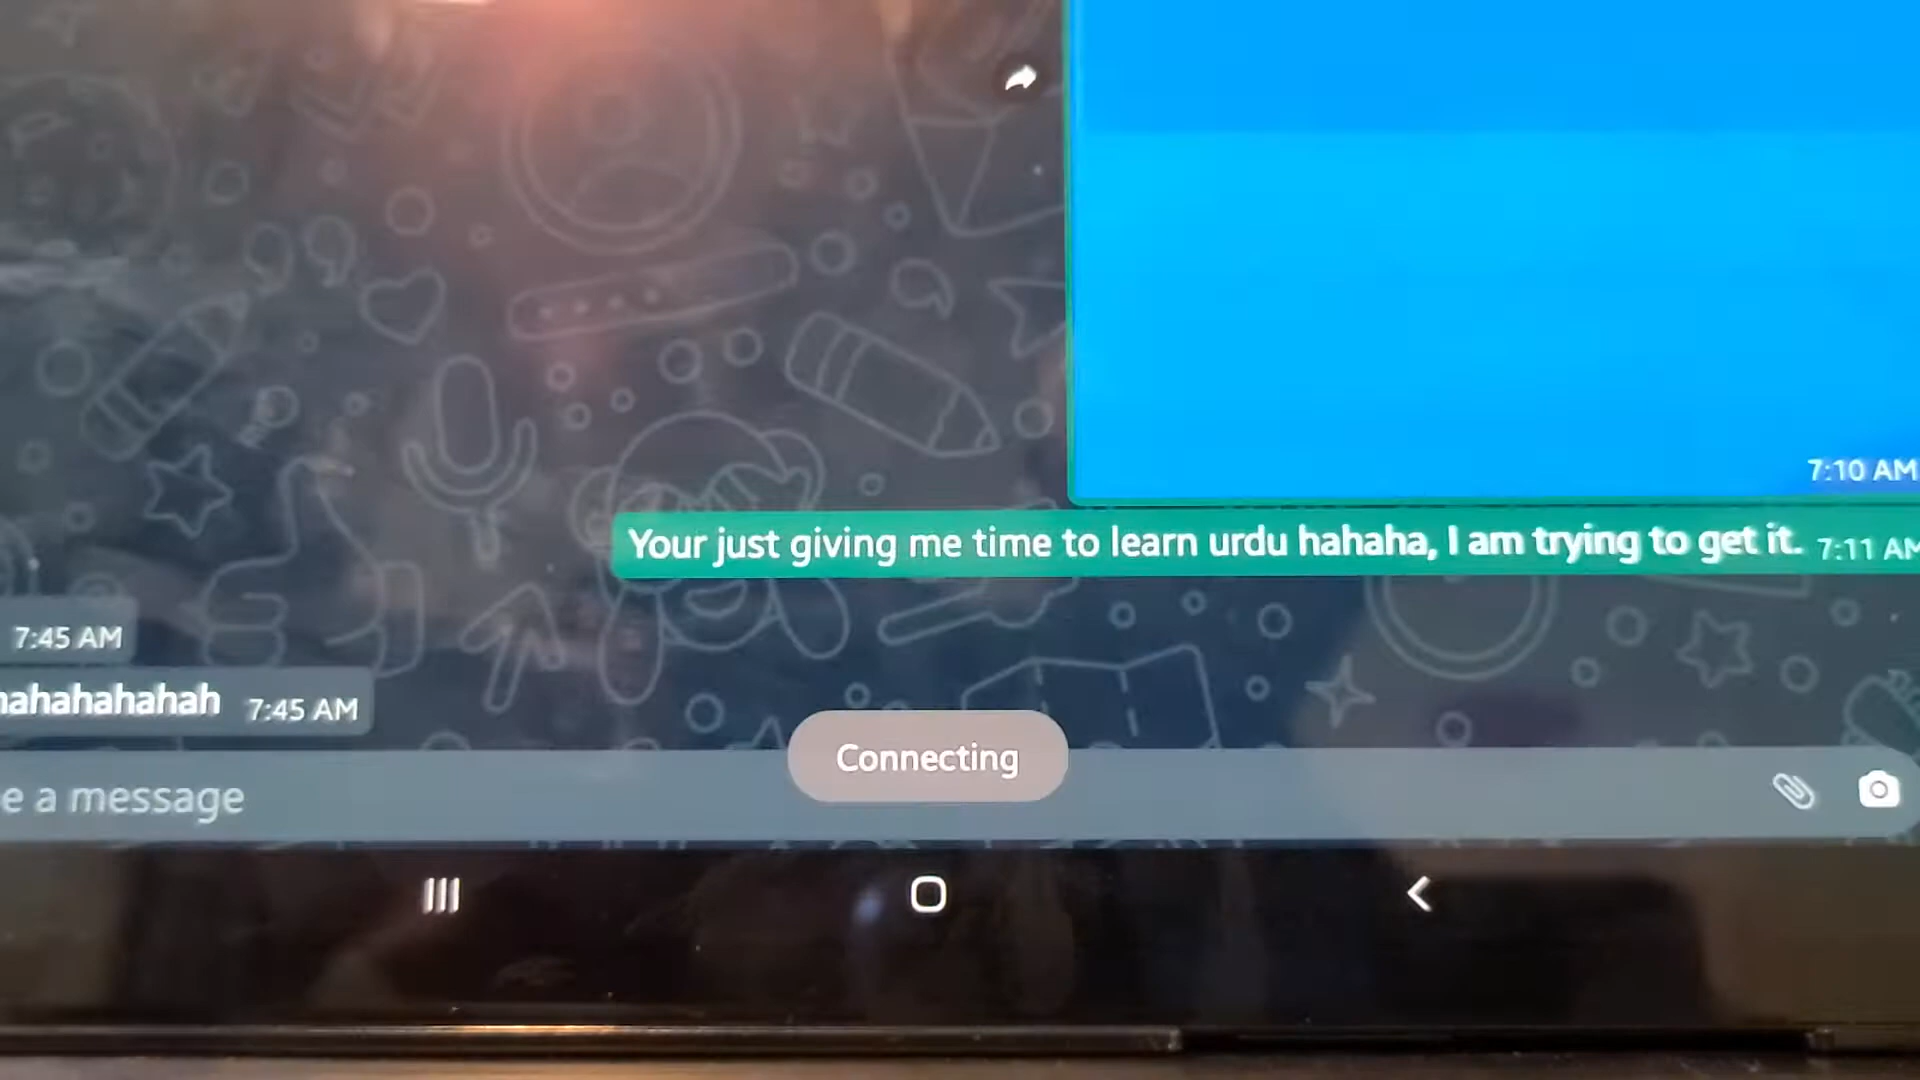 7:10 AM
Your just giving me time to learn urdu hahaha, I am trying to get it. 7:11 AM
7:45 AM
hahahahahah 7:45 AM
Connecting
e a message